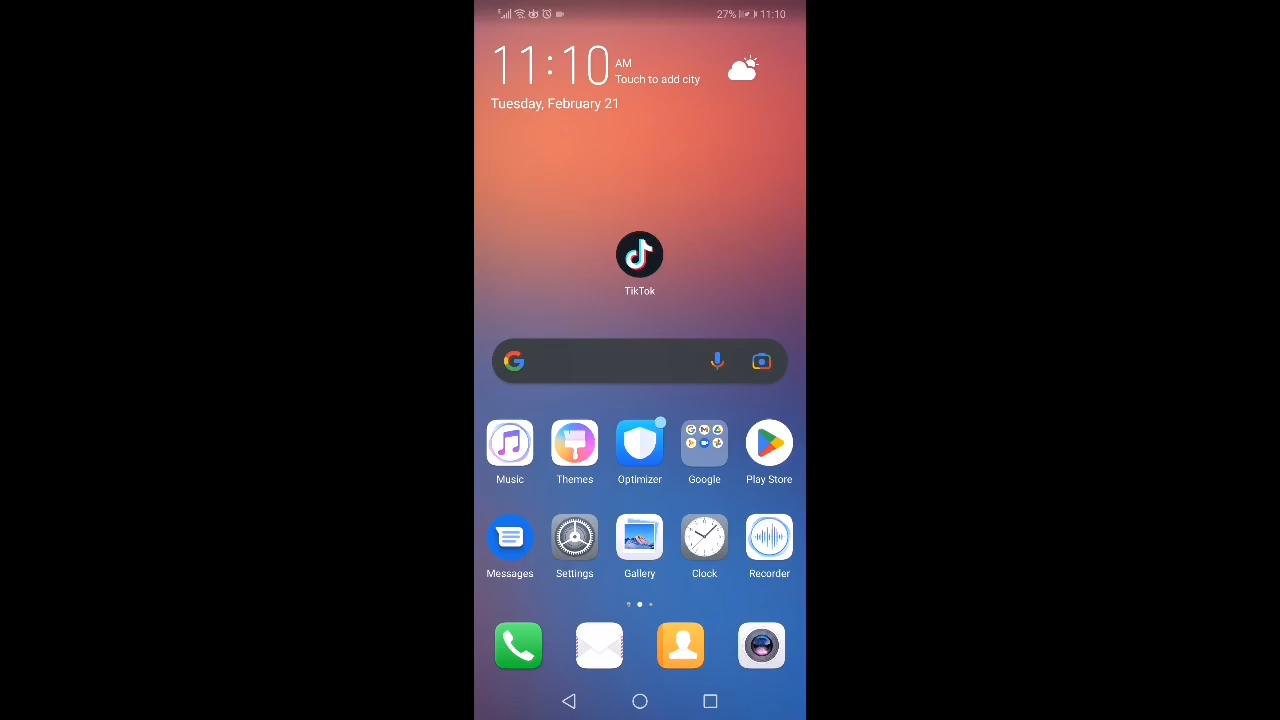 27% 11:10
11:10 AM
Touch to add city
Tuesday, February 21
TikTok
Music Themes Optimizer Google Play Store
Messages Settings Gallery Clock Recorder